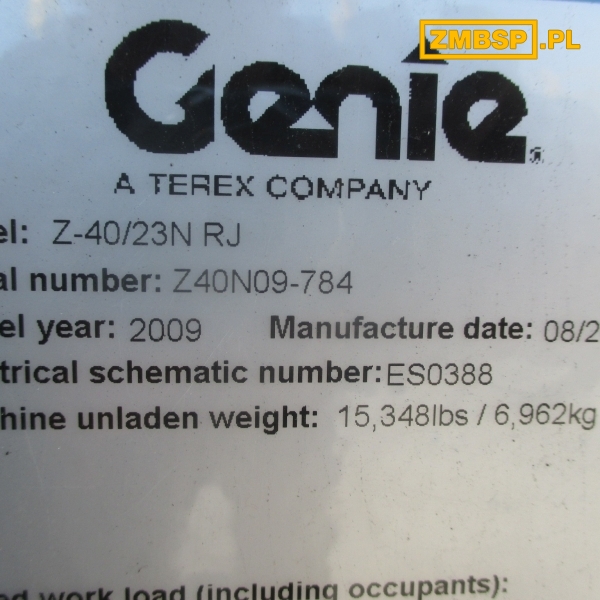 ZMBSP.PL
Genie
A TEREX COMPANY
el: Z-40/23N RJ
al number: Z40N09-784
el year: 2009 Manufacture date: 08/2
trical schematic number:ES0388
hine unladen weight: 15,348lbs / 6,962kg
ed work load (including occupants):